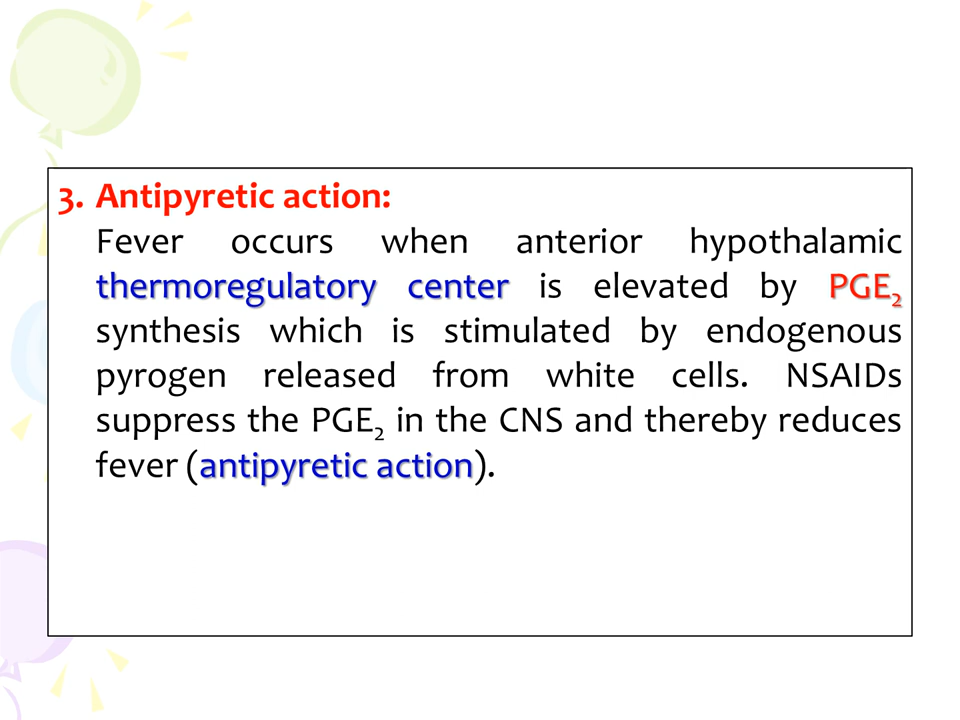 3. Antipyretic action:
Fever occurs when anterior hypothalamic
thermoregulatory center is elevated by PGE₂
synthesis which is stimulated by endogenous
pyrogen released from white cells. NSAIDs
suppress the PGE₂ in the CNS and thereby reduces
fever (antipyretic action).